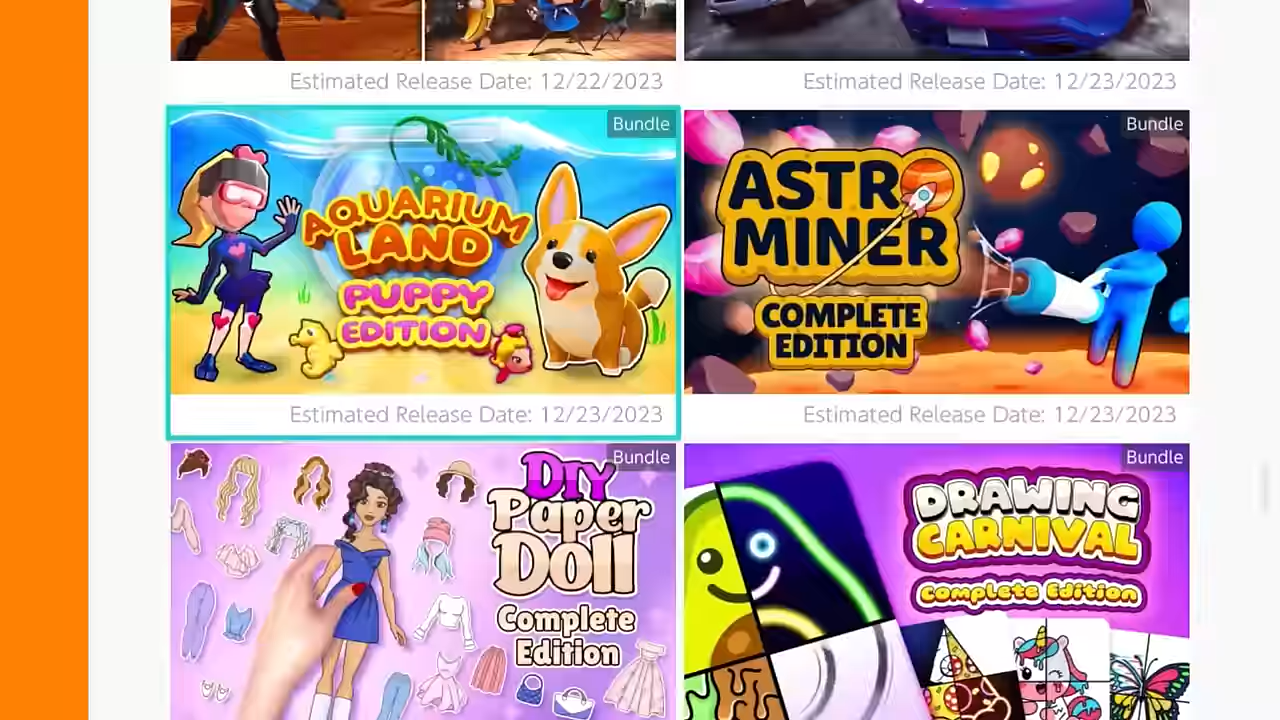 Estimated Release Date: 12/22/2023
Estimated Release Date: 12/23/2023
Bundle
AQUARIUM
LAND
PUPPY
EDITION
Estimated Release Date: 12/23/2023
Bundle
ASTRO
MINER
COMPLETE
EDITION
Estimated Release Date: 12/23/2023
Bundle
DIY
Paper
Doll
Complete
Edition
Bundle
DRAWING
CARNIVAL
Complete Edition